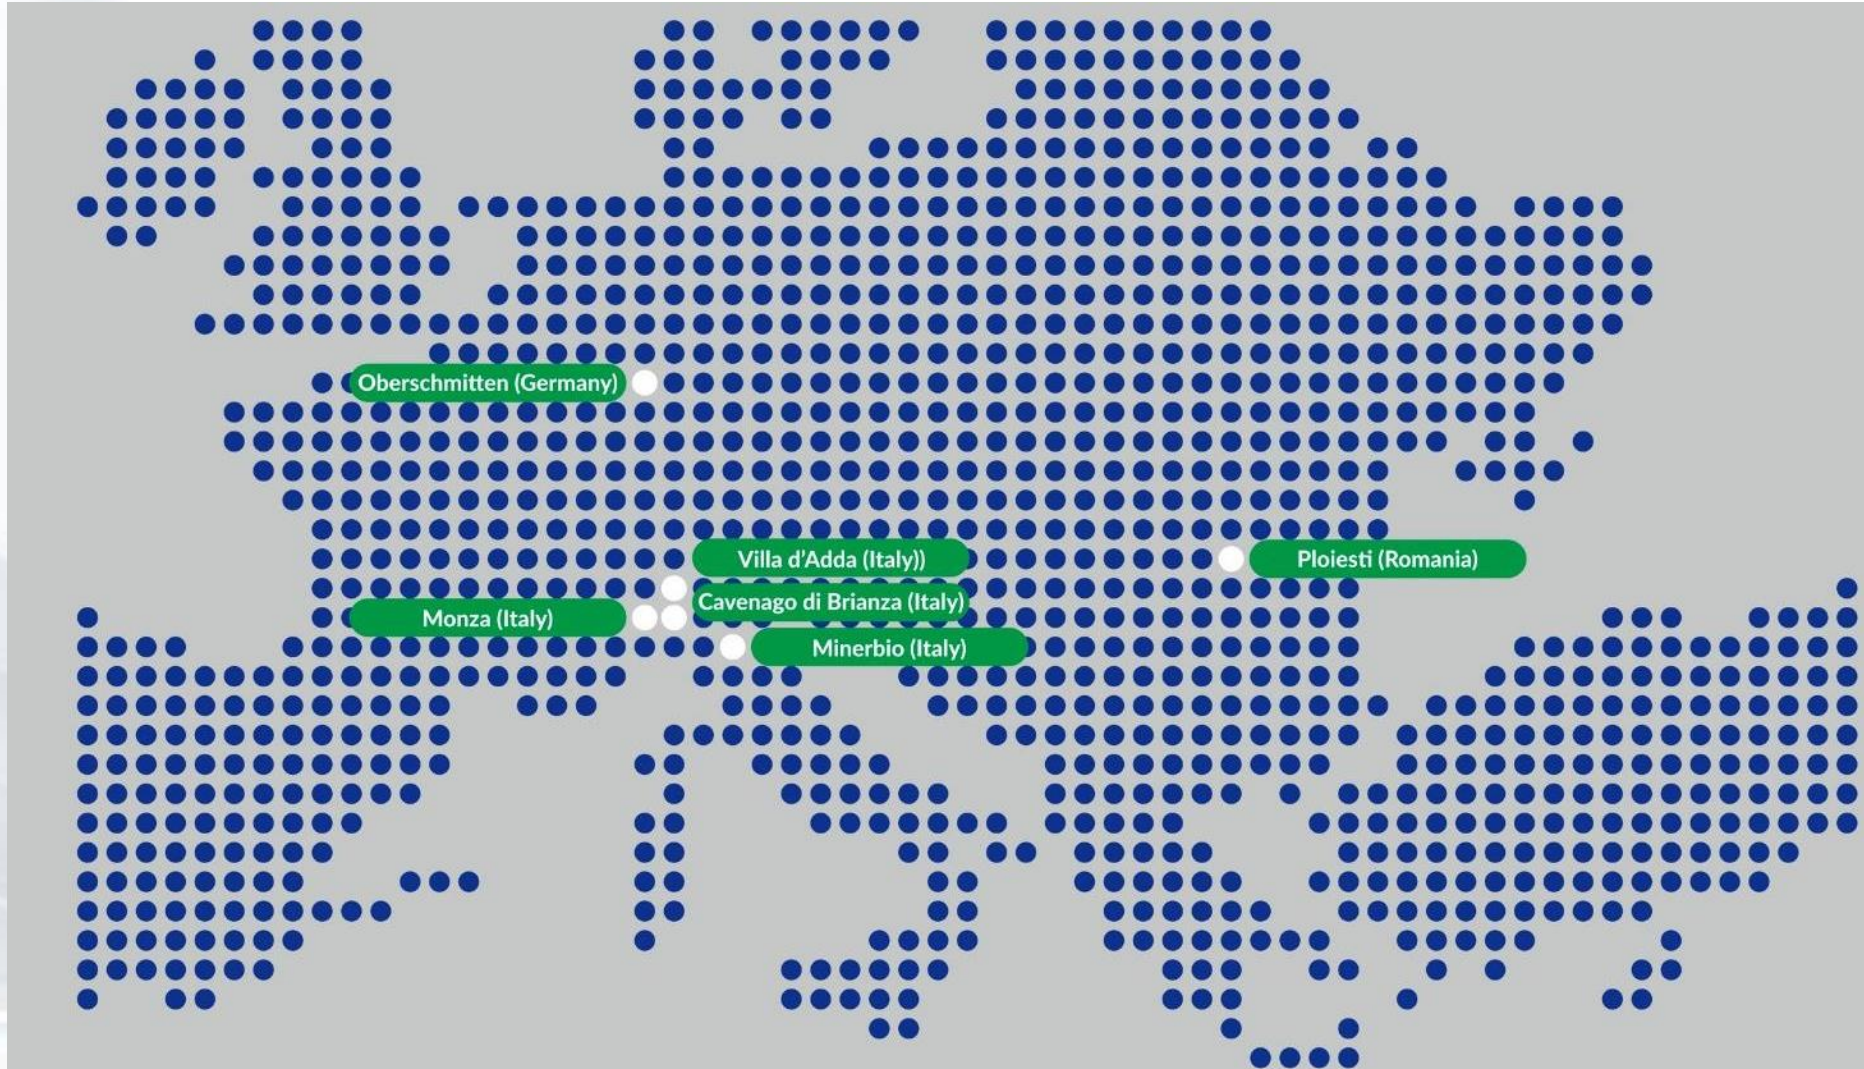 Oberschmitten (Germany)
Villa d’Adda (Italy))
Ploiesti (Romania)
Cavenago di Brianza (Italy)
Monza (Italy)
Minerbio (Italy)